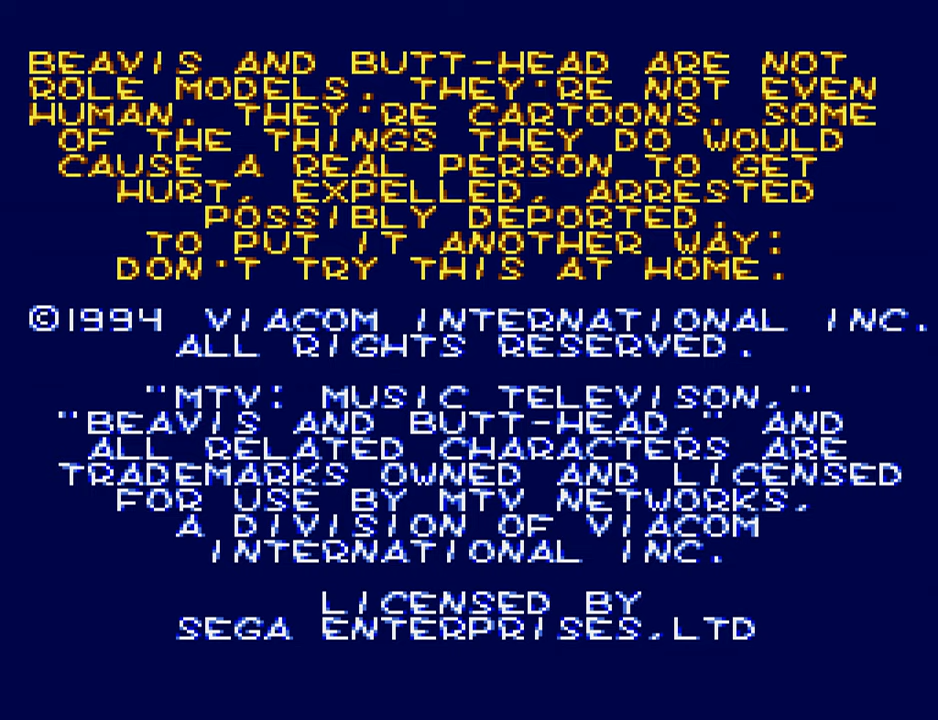 BEAVIS AND BUTT-HEAD ARE NOT
ROLE MODELS. THEY'RE NOT EVEN
HUMAN. THEY'RE CARTOONS. SOME
OF THE THINGS THEY DO WOULD
CAUSE A REAL PERSON TO GET
HURT, EXPELLED, ARRESTED
POSSIBLY DEPORTED.
TO PUT IT ANOTHER WAY:
DON'T TRY THIS AT HOME.
©1994 VIACOM INTERNATIONAL INC.
ALL RIGHTS RESERVED.
"MTV: MUSIC TELEVISON,"
"BEAVIS AND BUTT-HEAD," AND
ALL RELATED CHARACTERS ARE
TRADEMARKS OWNED AND LICENSED
FOR USE BY MTV NETWORKS,
A DIVISION OF VIACOM
INTERNATIONAL INC.
LICENSED BY
SEGA ENTERPRISES,LTD